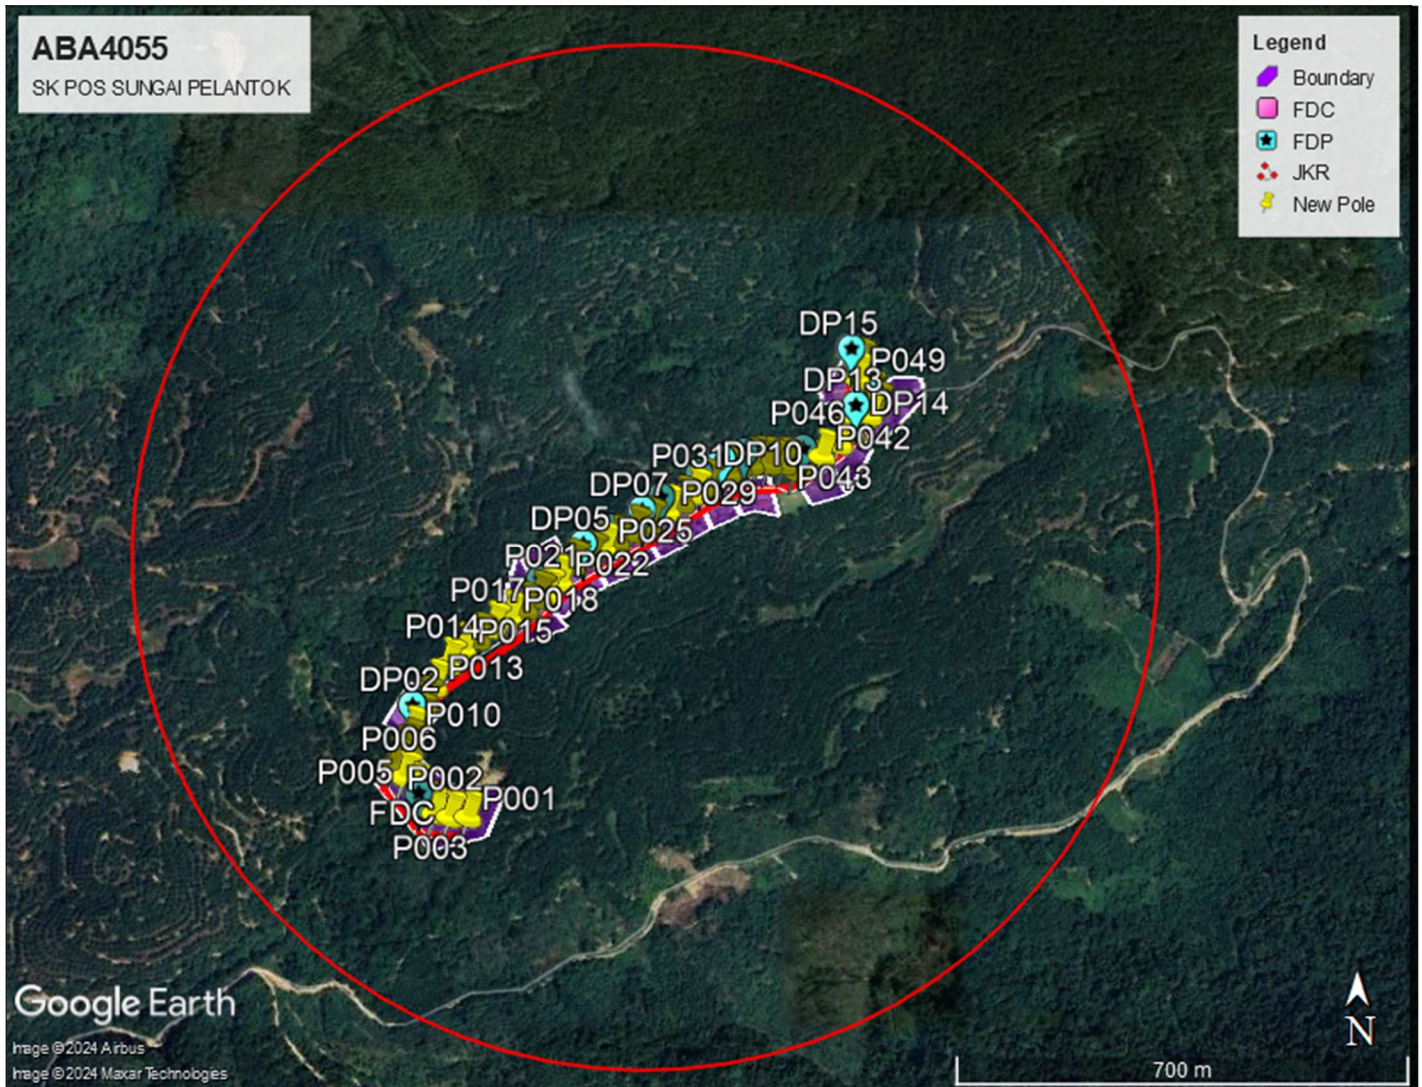 ABA4055
SK POS SUNGAI PELANTOK
Legend
Boundary
FDC
FDP
JKR
New Pole
DP15
P049
DP13
P046
DP14
P042
P031
DP10
P043
DP07
P029
DP05
P025
P021
P022
P017
P018
P014
P015
P013
DP02
P010
P006
P005
P002
P001
FDC
P003
Google Earth
Image © 2024 Airbus
Image © 2024 Maxar Technologies
N
700 m